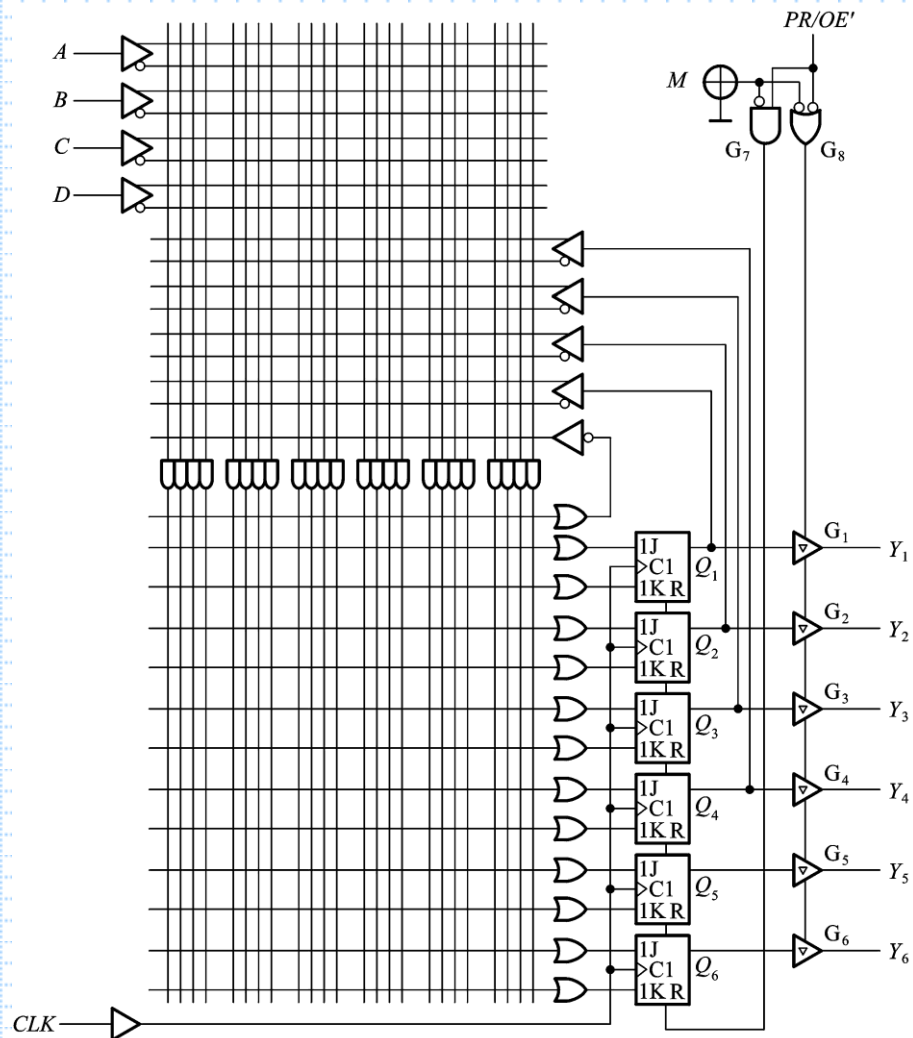 PR/OE'
A
M
B
C
G7 G8
D
1J
C1
1K R
Q1
G1
Y1
1J
C1
1K R
Q2
G2
Y2
1J
C1
1K R
Q3
G3
Y3
1J
C1
1K R
Q4
G4
Y4
1J
C1
1K R
Q5
G5
Y5
1J
C1
1K R
Q6
G6
Y6
CLK